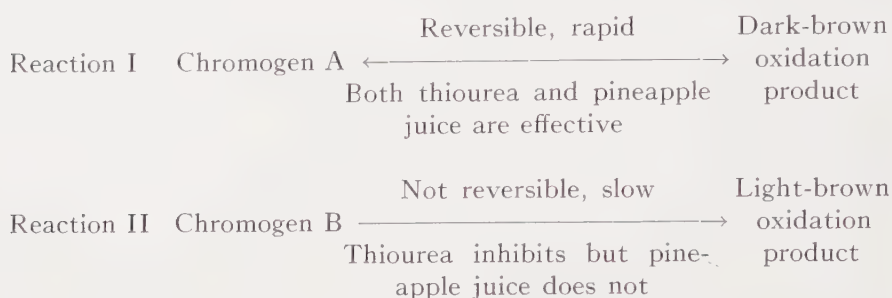 Reversible, rapid Dark-brown
Reaction I Chromogen A ⟷ oxidation
Both thiourea and pineapple product
juice are effective
Not reversible, slow Light-brown
Reaction II Chromogen B ⟶ oxidation
Thiourea inhibits but pine- product
apple juice does not